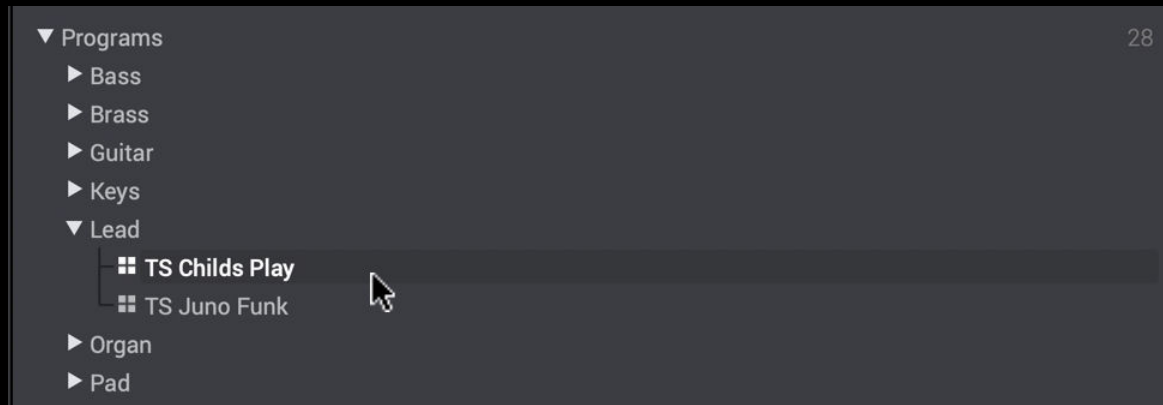 Programs 28
Bass
Brass
Guitar
Keys
Lead
TS Childs Play
TS Juno Funk
Organ
Pad